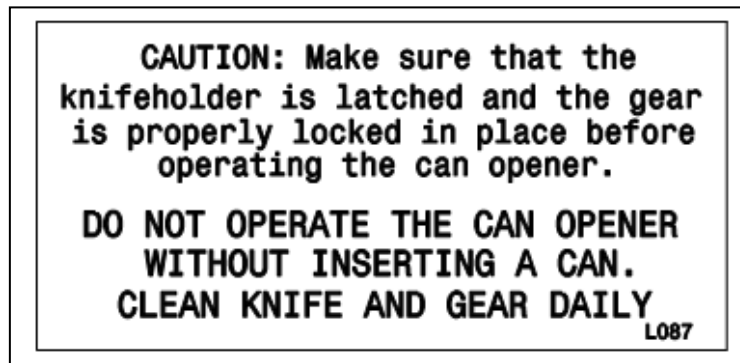 CAUTION: Make sure that the
knifeholder is latched and the gear
is properly locked in place before
operating the can opener.
DO NOT OPERATE THE CAN OPENER
WITHOUT INSERTING A CAN.
CLEAN KNIFE AND GEAR DAILY
L087